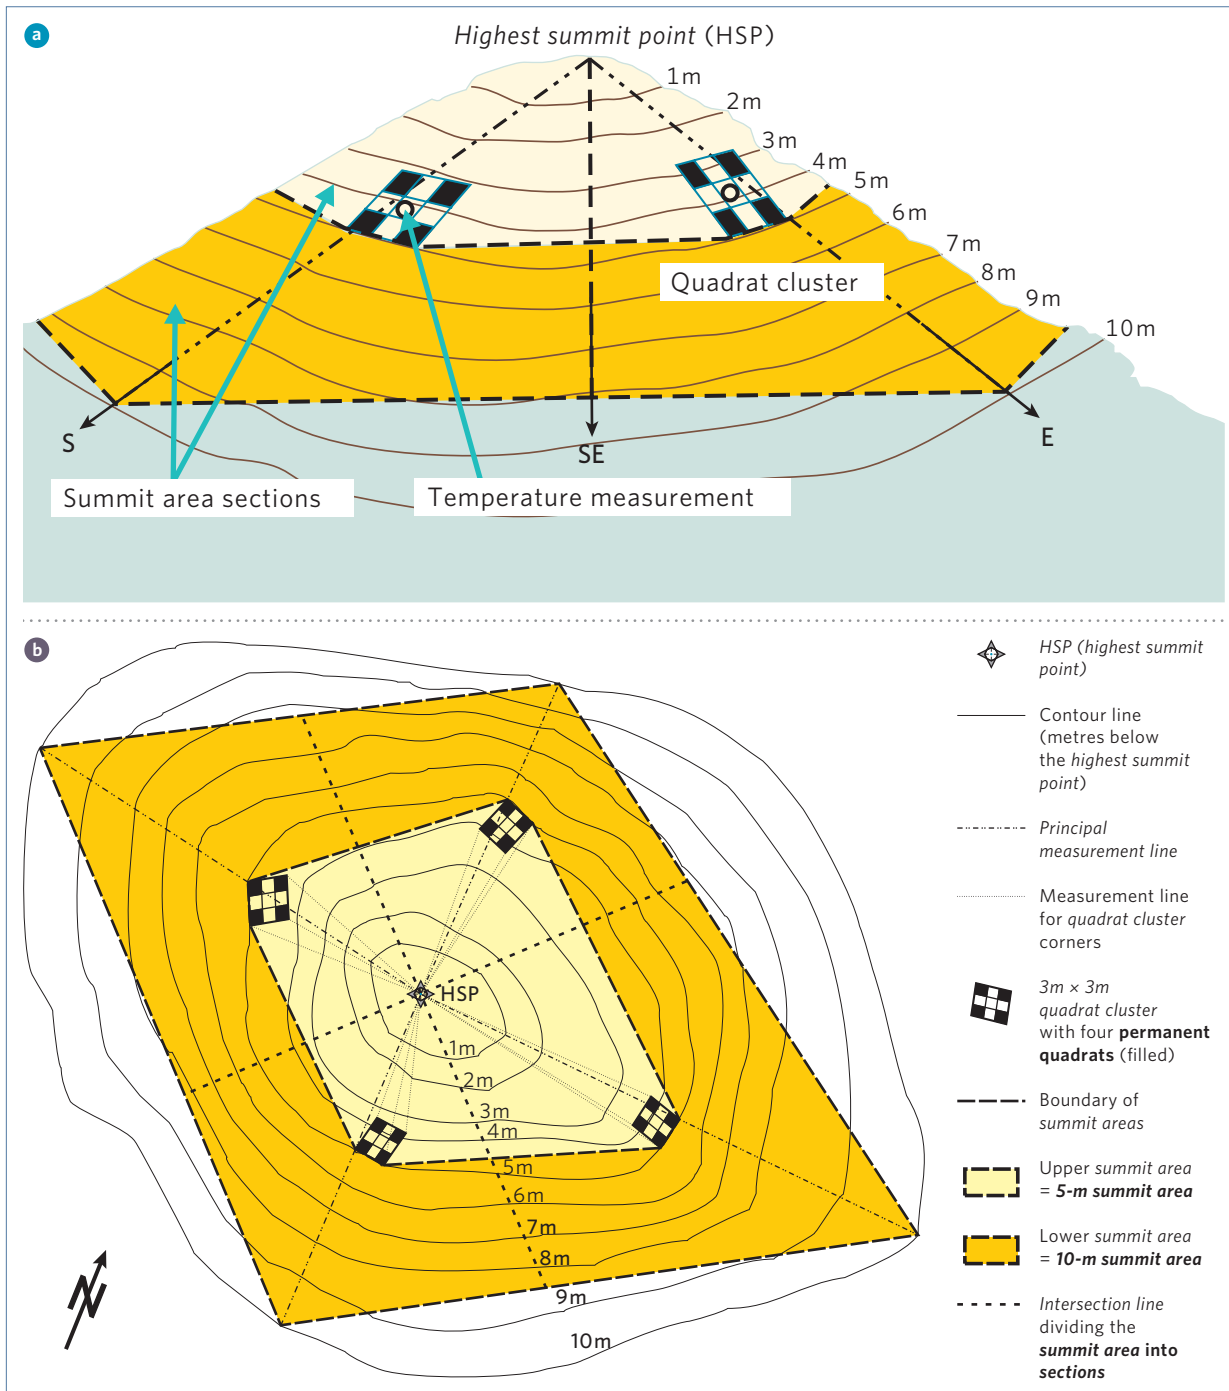 a
Highest summit point (HSP)
1m
2m
3m
4m
5m
6m
7m
8m
9m
10m
Quadrat cluster
S
SE
E
Summit area sections
Temperature measurement
b
HSP
1m
2m
3m
4m
5m
6m
7m
8m
9m
10m
N
HSP (highest summit
point)
Contour line
(metres below
the highest summit
point)
Principal
measurement line
Measurement line
for quadrat cluster
corners
3m × 3m
quadrat cluster
with four permanent
quadrats (filled)
Boundary of
summit areas
Upper summit area
= 5-m summit area
Lower summit area
= 10-m summit area
Intersection line
dividing the
summit area into
sections